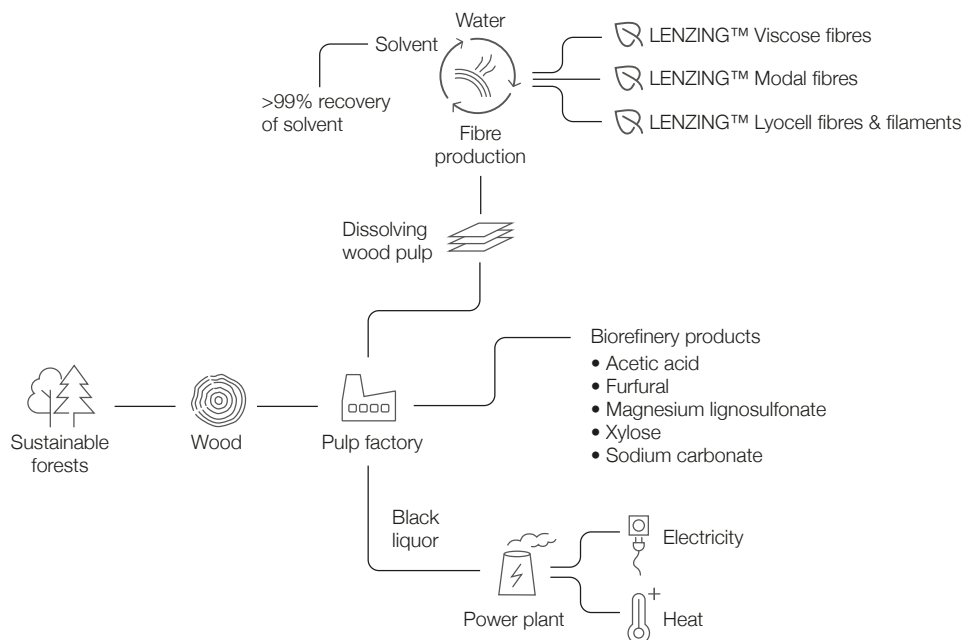 Water
Solvent
>99% recovery
of solvent
Fibre
production
LENZING™ Viscose fibres
LENZING™ Modal fibres
LENZING™ Lyocell fibres & filaments
Dissolving
wood pulp
Sustainable
forests
Wood
Pulp factory
Biorefinery products
• Acetic acid
• Furfural
• Magnesium lignosulfonate
• Xylose
• Sodium carbonate
Black
liquor
Power plant
Electricity
Heat